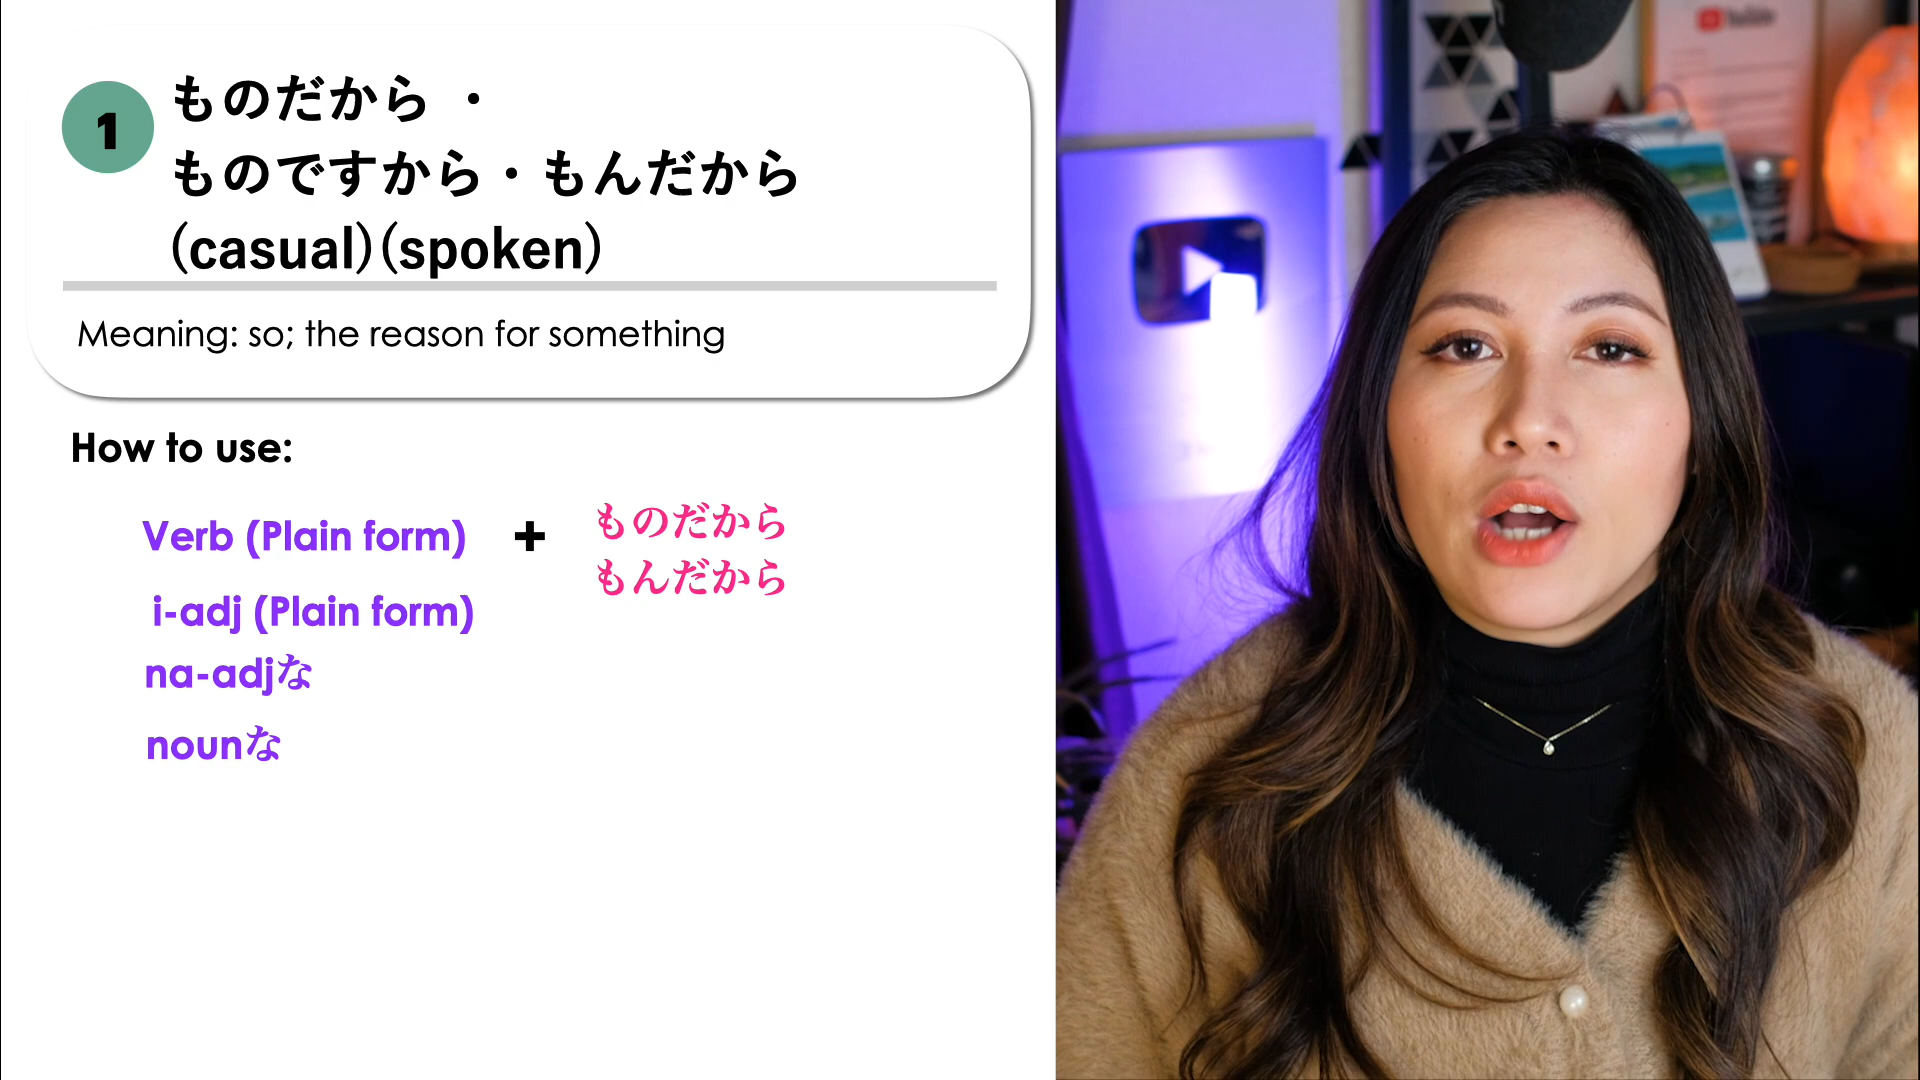 1
ものだから ・
ものですから・もんだから
(casual)(spoken)
Meaning: so; the reason for something
How to use:
Verb (Plain form) + ものだから
もんだから
i-adj (Plain form)
na-adjな
nounな
YouTube